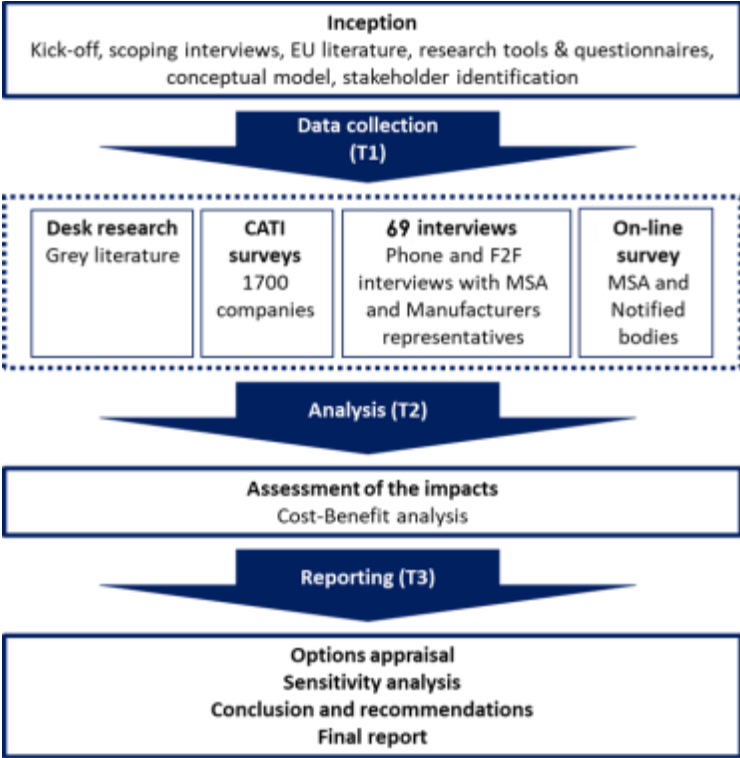 Inception
Kick-off, scoping interviews, EU literature, research tools & questionnaires,
conceptual model, stakeholder identification
Data collection
(T1)
Desk research
Grey literature
CATI
surveys
1700
companies
69 interviews
Phone and F2F
interviews with MSA
and Manufacturers
representatives
On-line
survey
MSA and
Notified
bodies
Analysis (T2)
Assessment of the impacts
Cost-Benefit analysis
Reporting (T3)
Options appraisal
Sensitivity analysis
Conclusion and recommendations
Final report